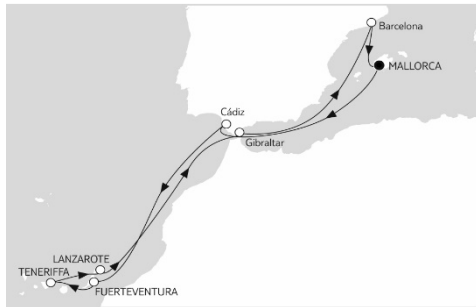 Barcelona
MALLORCA
Cádiz
Gibraltar
LANZAROTE
TENERIFFA
FUERTEVENTURA